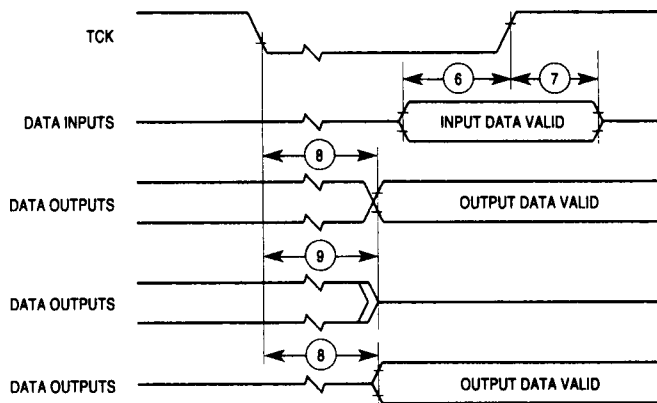 TCK
6
7
DATA INPUTS
INPUT DATA VALID
8
DATA OUTPUTS
OUTPUT DATA VALID
9
DATA OUTPUTS
8
DATA OUTPUTS
OUTPUT DATA VALID